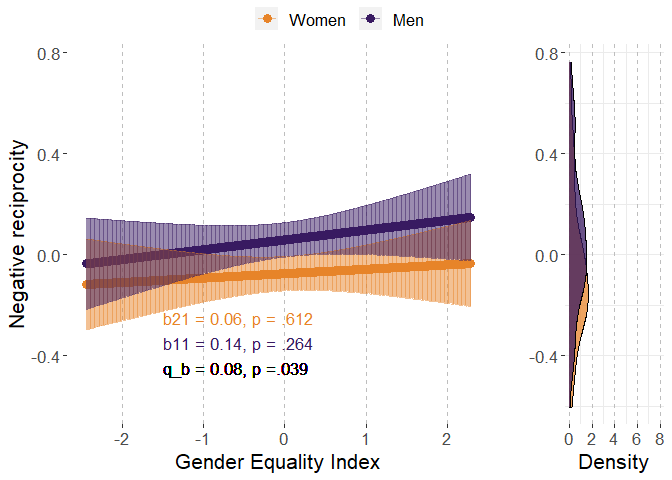 Women Men
Negative reciprocity
0.8
0.4
0.0
-0.4
b21 = 0.06, p = .612
b11 = 0.14, p = .264
q_b = 0.08, p =.039
-2 -1 0 1 2
Gender Equality Index
0.8
0.4
0.0
-0.4
0 2 4 6 8
Density